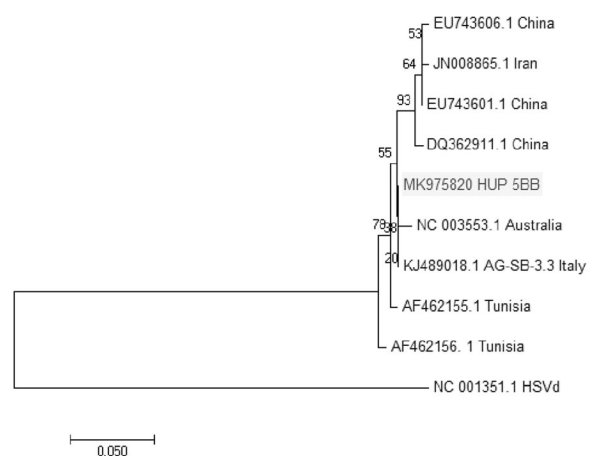 53
EU743606.1 China
64
JN008865.1 Iran
93
EU743601.1 China
DQ362911.1 China
55
MK975820 HUP 5BB
78
38
NC 003553.1 Australia
20
KJ489018.1 AG-SB-3.3 Italy
AF462155.1 Tunisia
AF462156. 1 Tunisia
NC 001351.1 HSVd
0.050